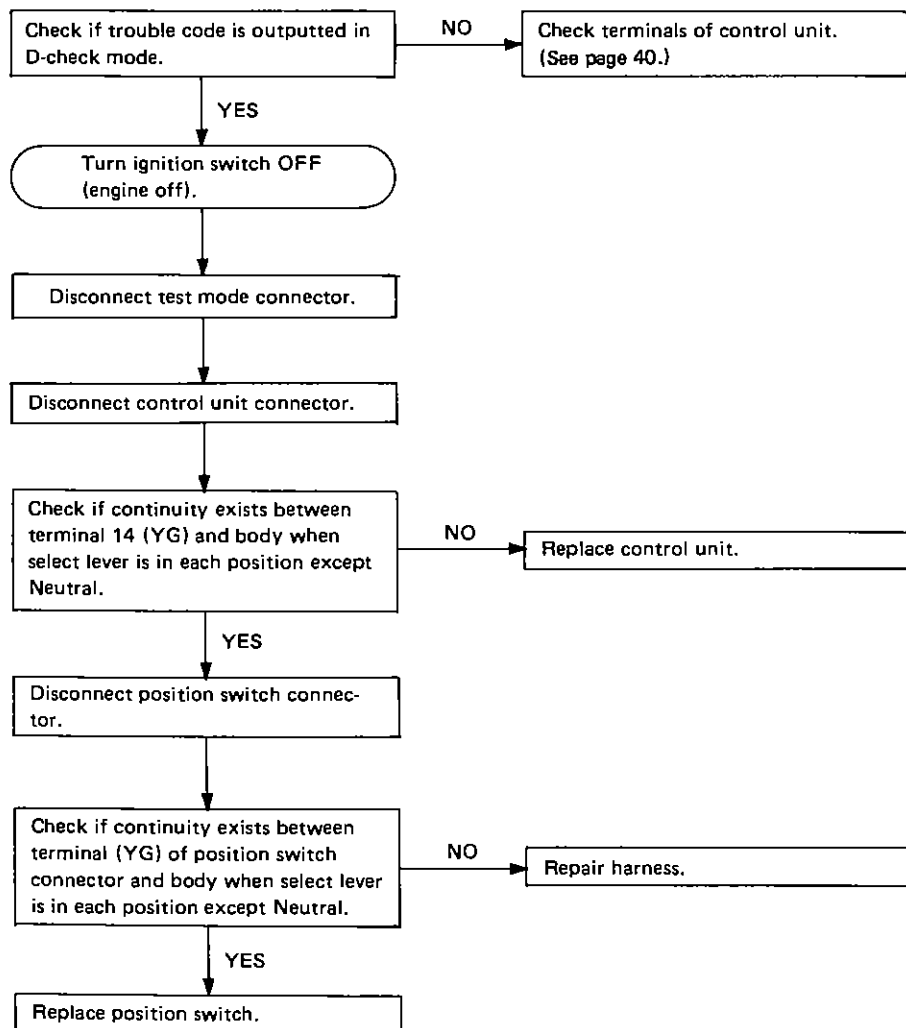 Check if trouble code is outputted in
D-check mode.
NO
Check terminals of control unit.
(See page 40.)
YES
Turn ignition switch OFF
(engine off).
Disconnect test mode connector.
Disconnect control unit connector.
Check if continuity exists between
terminal 14 (YG) and body when
select lever is in each position except
Neutral.
NO
Replace control unit.
YES
Disconnect position switch connec-
tor.
Check if continuity exists between
terminal (YG) of position switch
connector and body when select lever
is in each position except Neutral.
NO
Repair harness.
YES
Replace position switch.